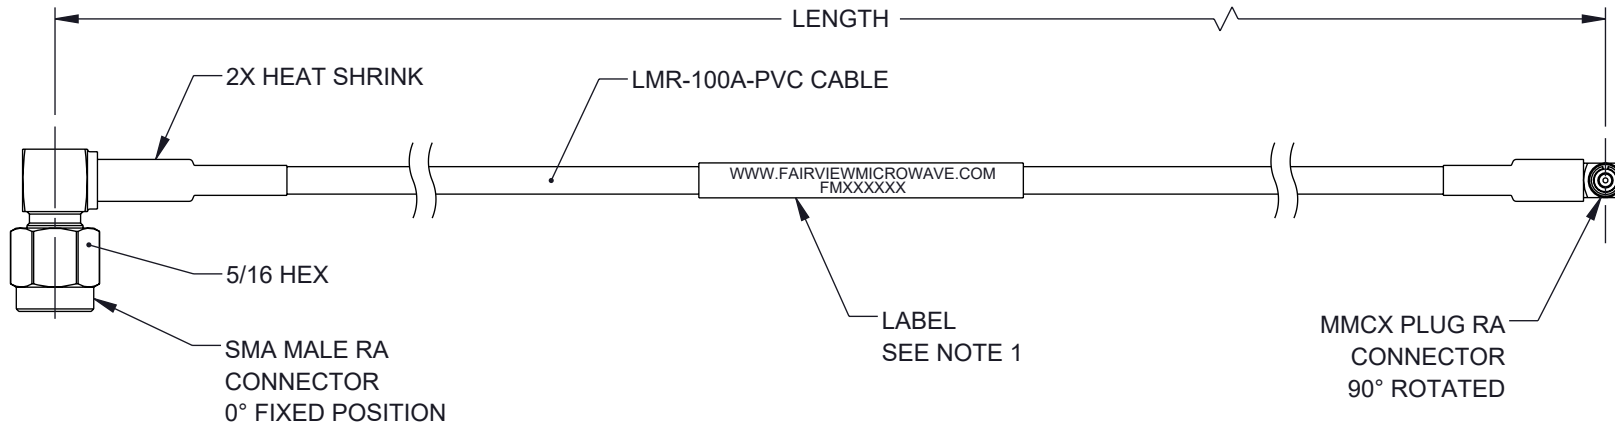 LENGTH
2X HEAT SHRINK
LMR-100A-PVC CABLE
WWW.FAIRVIEWMICROWAVE.COM
FMXXXXXX
5/16 HEX
SMA MALE RA
CONNECTOR
0° FIXED POSITION
LABEL
SEE NOTE 1
MMCX PLUG RA
CONNECTOR
90° ROTATED